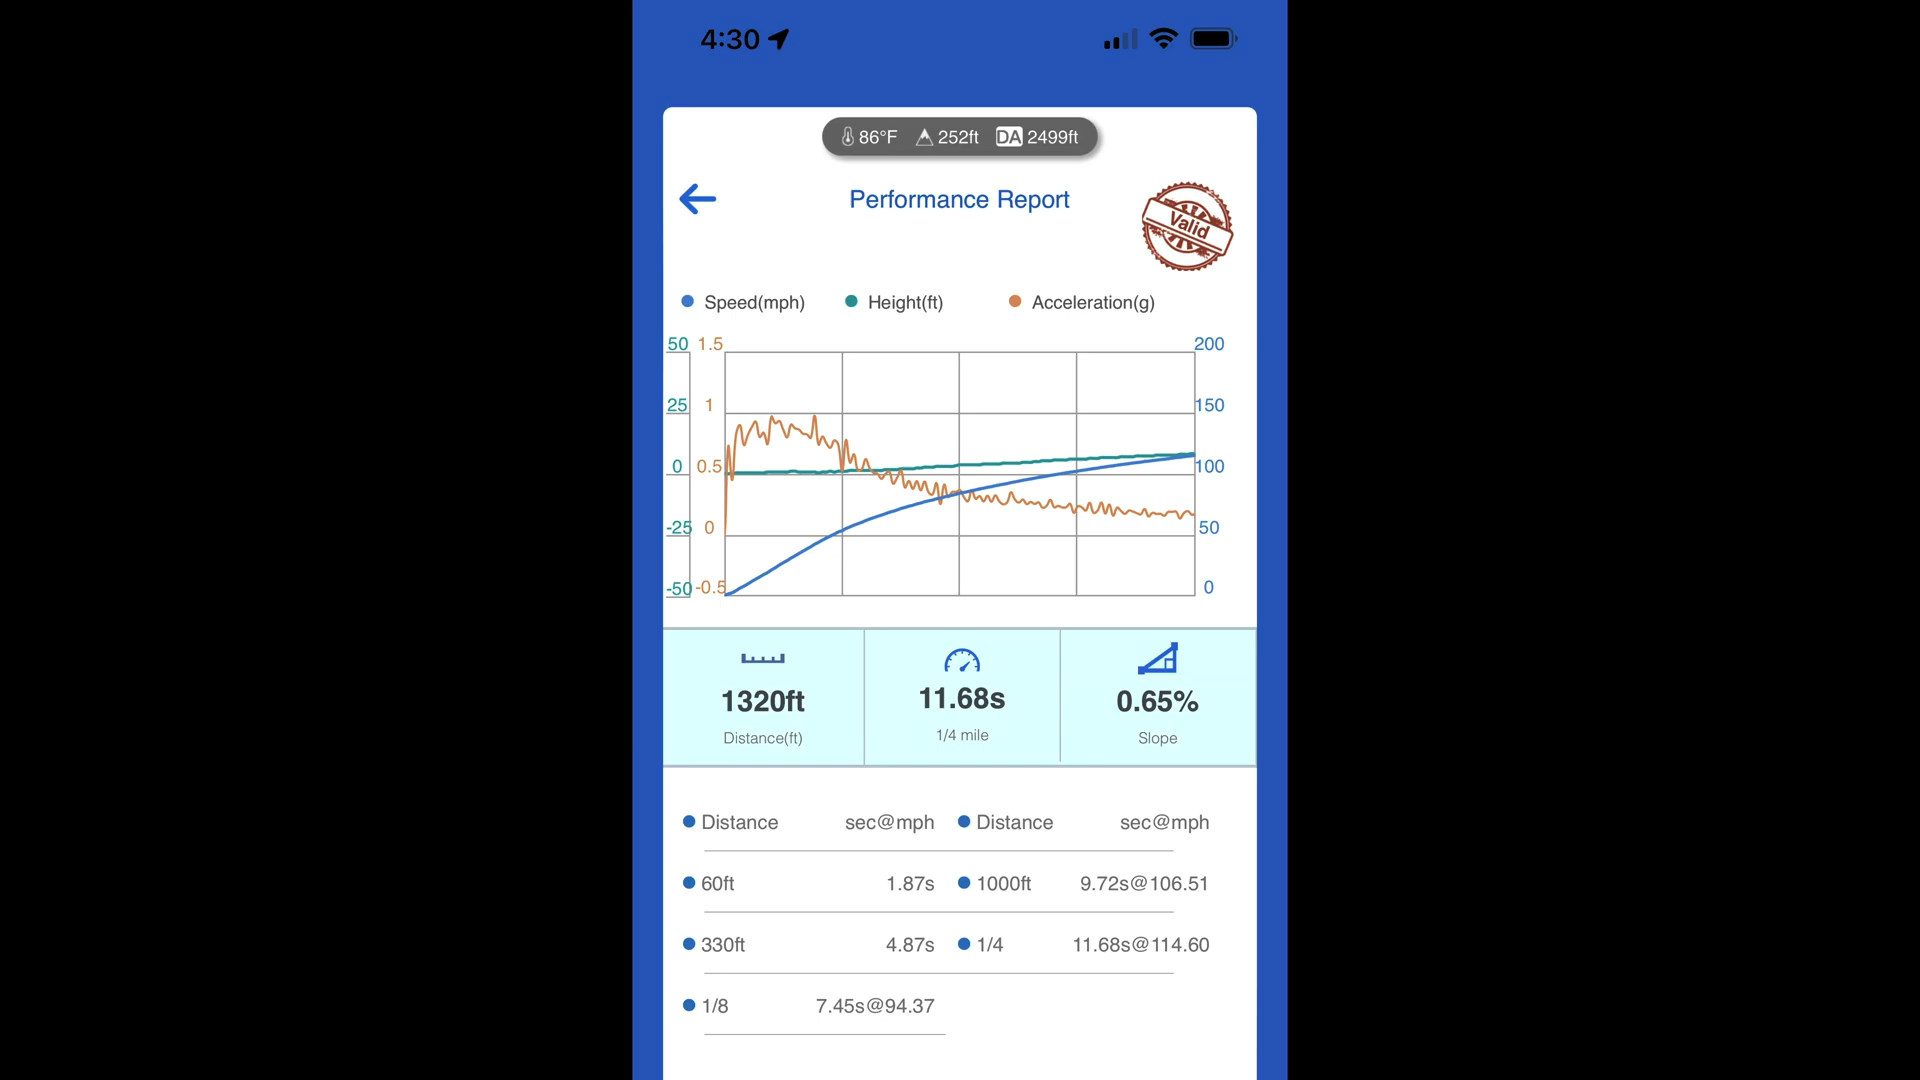 4:30
86°F 252ft DA 2499ft
Performance Report
Valid
Speed(mph) Height(ft) Acceleration(g)
50 1.5 200
25 1 150
0 0.5 100
-25 0 50
-50 -0.5 0
1320ft 11.68s 0.65%
Distance(ft) 1/4 mile Slope
Distance sec@mph Distance sec@mph
60ft 1.87s 1000ft 9.72s@106.51
330ft 4.87s 1/4 11.68s@114.60
1/8 7.45s@94.37